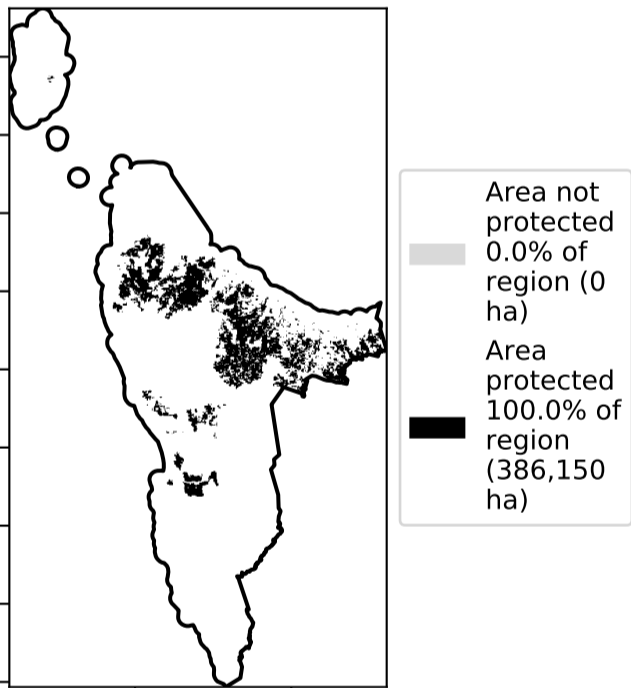 Area not
protected
0.0% of
region (0
ha)
Area
protected
100.0% of
region
(386,150
ha)